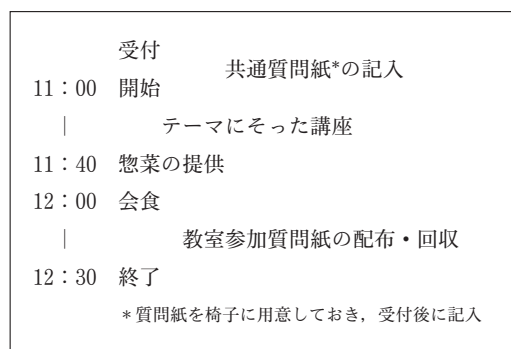 受付
共通質問紙*の記入
11：00 開始
| テーマにそった講座
11：40 惣菜の提供
12：00 会食
| 教室参加質問紙の配布・回収
12：30 終了
＊質問紙を椅子に用意しておき，受付後に記入